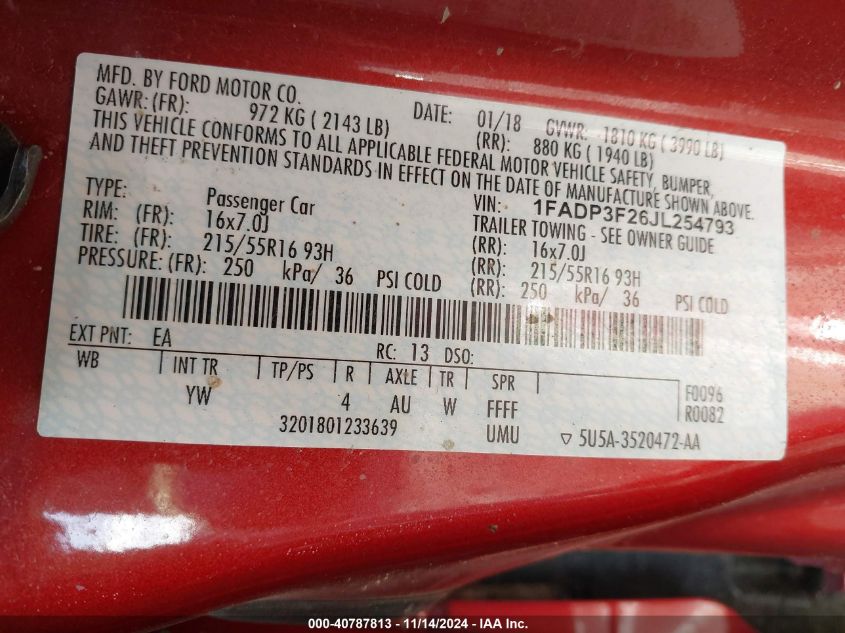 MFD. BY FORD MOTOR CO. DATE: 01/18 GVWR: 1810 KG ( 3990 LB)
GAWR: (FR): 972 KG ( 2143 LB) (RR): 880 KG ( 1940 LB)
THIS VEHICLE CONFORMS TO ALL APPLICABLE FEDERAL MOTOR VEHICLE SAFETY, BUMPER,
AND THEFT PREVENTION STANDARDS IN EFFECT ON THE DATE OF MANUFACTURE SHOWN ABOVE.
VIN: 1FADP3F26JL254793
TYPE: Passenger Car TRAILER TOWING - SEE OWNER GUIDE
RIM: (FR): 16x7.0J (RR): 16x7.0J
TIRE: (FR): 215/55R16 93H (RR): 215/55R16 93H
PRESSURE: (FR): 250 kPa/ 36 PSI COLD (RR): 250 kPa/ 36 PSI COLD
EXT PNT: EA RC: 13 DSO:
WB INT TR TP/PS R AXLE TR SPR F0096
YW 4 AU W FFFF R0082
3201801233639 UMU ▽ 5U5A-3520472-AA
000-40787813 - 11/14/2024 - IAA Inc.